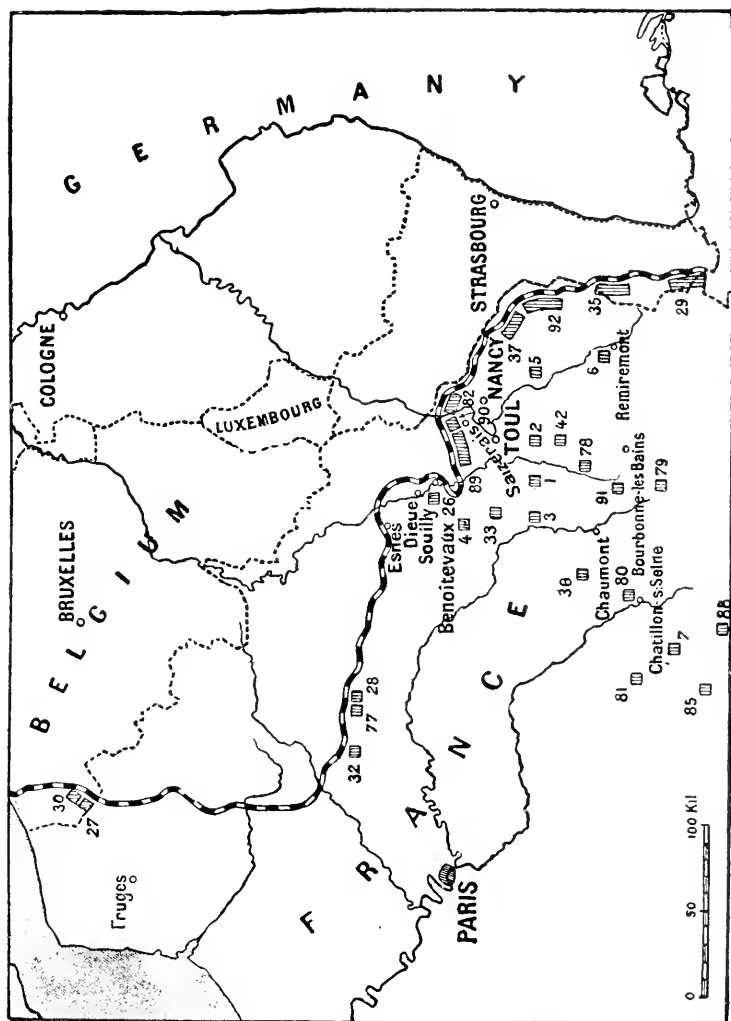 GERMANY
COLOGNE
BRUXELLES
BELGIUM
LUXEMBOURG
STRASBOURG
30
27
Fruges
28
77
32
Esnes
Dieue
Souilly
Benoitevaux
26
4
33
89
82
90
Saizerais
NANCY
TOUL
37
92
35
29
5
6
Remiremont
2
42
78
1
3
91
79
38
Chaumont
Bourbonne-les Bains
80
Chatillon-s:Seine
7
81
85
88
FRANCE
PARIS
0 50 100 Kil